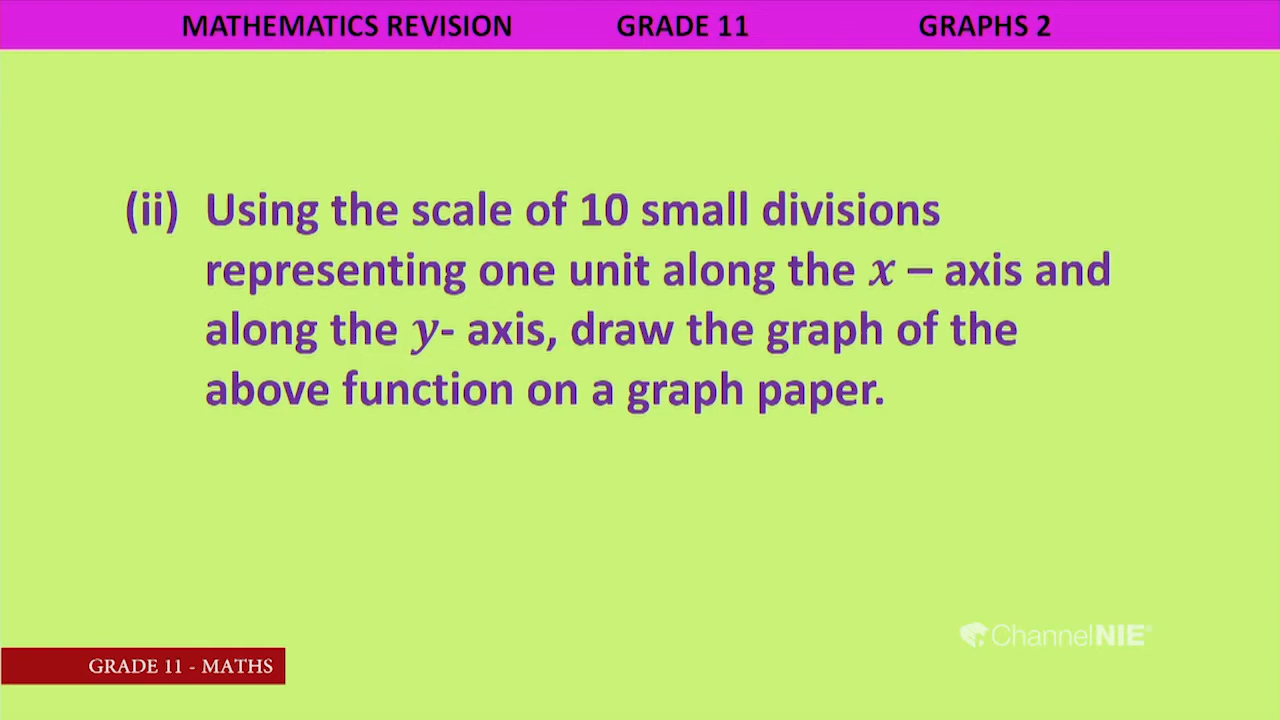 MATHEMATICS REVISION GRADE 11 GRAPHS 2
(ii) Using the scale of 10 small divisions
representing one unit along the x – axis and
along the y- axis, draw the graph of the
above function on a graph paper.
ChannelNIE
GRADE 11 - MATHS